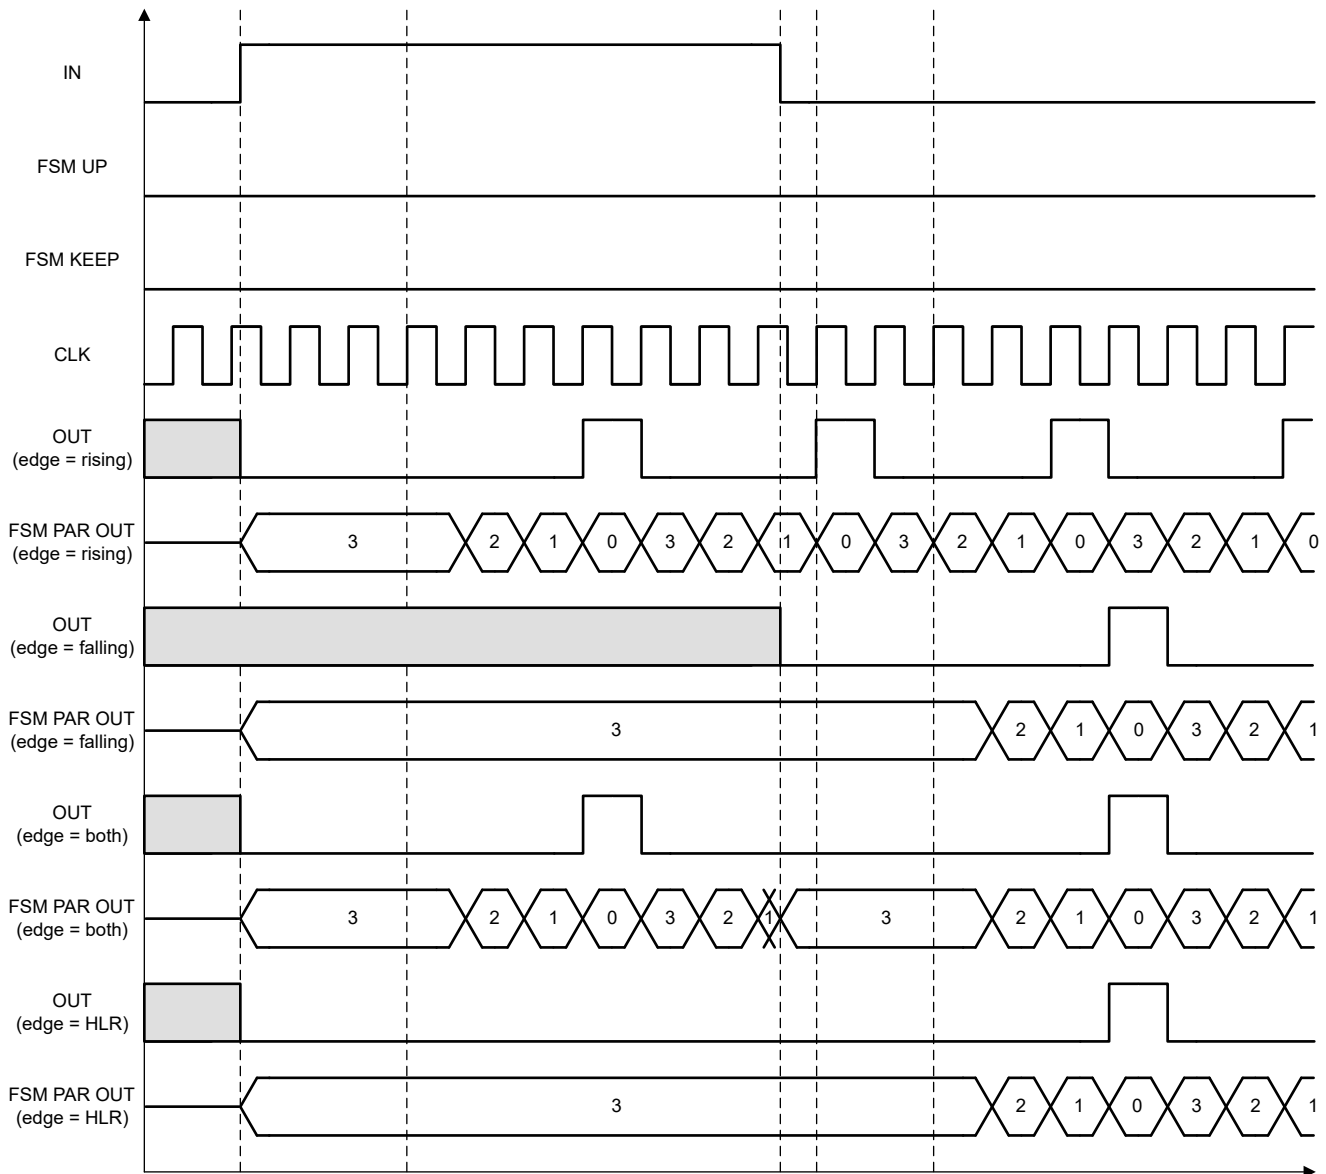 IN
FSM UP
FSM KEEP
CLK
OUT
(edge = rising)
FSM PAR OUT
(edge = rising)
3 2 1 0 3 2 1 0 3 2 1 0 3 2 1 0
OUT
(edge = falling)
FSM PAR OUT
(edge = falling)
3 2 1 0 3 2 1
OUT
(edge = both)
FSM PAR OUT
(edge = both)
3 2 1 0 3 2 1 3 2 1 0 3 2 1
OUT
(edge = HLR)
FSM PAR OUT
(edge = HLR)
3 2 1 0 3 2 1